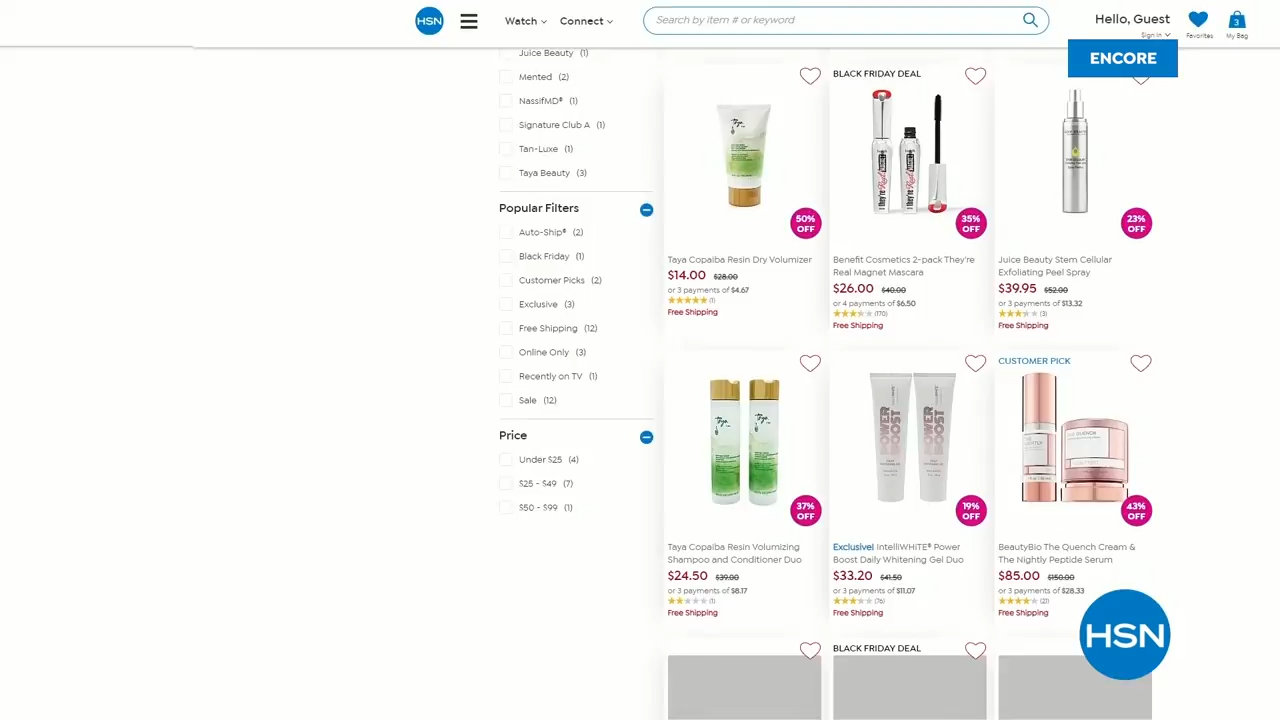 HSN
Watch
Connect
Search by item # or keyword
Hello, Guest
Sign In
Favorites
3
My Bag
ENCORE
Juice Beauty (1)
Mented (2)
NassifMD® (1)
Signature Club A (1)
Tan-Luxe (1)
Taya Beauty (3)
Popular Filters
Auto-Ship® (2)
Black Friday (1)
Customer Picks (2)
Exclusive (3)
Free Shipping (12)
Online Only (3)
Recently on TV (1)
Sale (12)
Price
Under $25 (4)
$25 - $49 (7)
$50 - $99 (1)
Taya
50%
OFF
Taya Copaiba Resin Dry Volumizer
$14.00 $28.00
or 3 payments of $4.67
(1)
Free Shipping
BLACK FRIDAY DEAL
35%
OFF
Benefit Cosmetics 2-pack They're
Real Magnet Mascara
$26.00 $40.00
or 4 payments of $6.50
(170)
Free Shipping
23%
OFF
Juice Beauty Stem Cellular
Exfoliating Peel Spray
$39.95 $52.00
or 3 payments of $13.32
(3)
Free Shipping
Taya
Taya
37%
OFF
Taya Copaiba Resin Volumizing
Shampoo and Conditioner Duo
$24.50 $39.00
or 3 payments of $8.17
(1)
Free Shipping
POWER
BOOST
POWER
BOOST
19%
OFF
Exclusive! IntelliWHiTE® Power
Boost Daily Whitening Gel Duo
$33.20 $41.50
or 3 payments of $11.07
(76)
Free Shipping
CUSTOMER PICK
43%
OFF
BeautyBio The Quench Cream &
The Nightly Peptide Serum
$85.00 $150.00
or 3 payments of $28.33
(21)
Free Shipping
BLACK FRIDAY DEAL
HSN